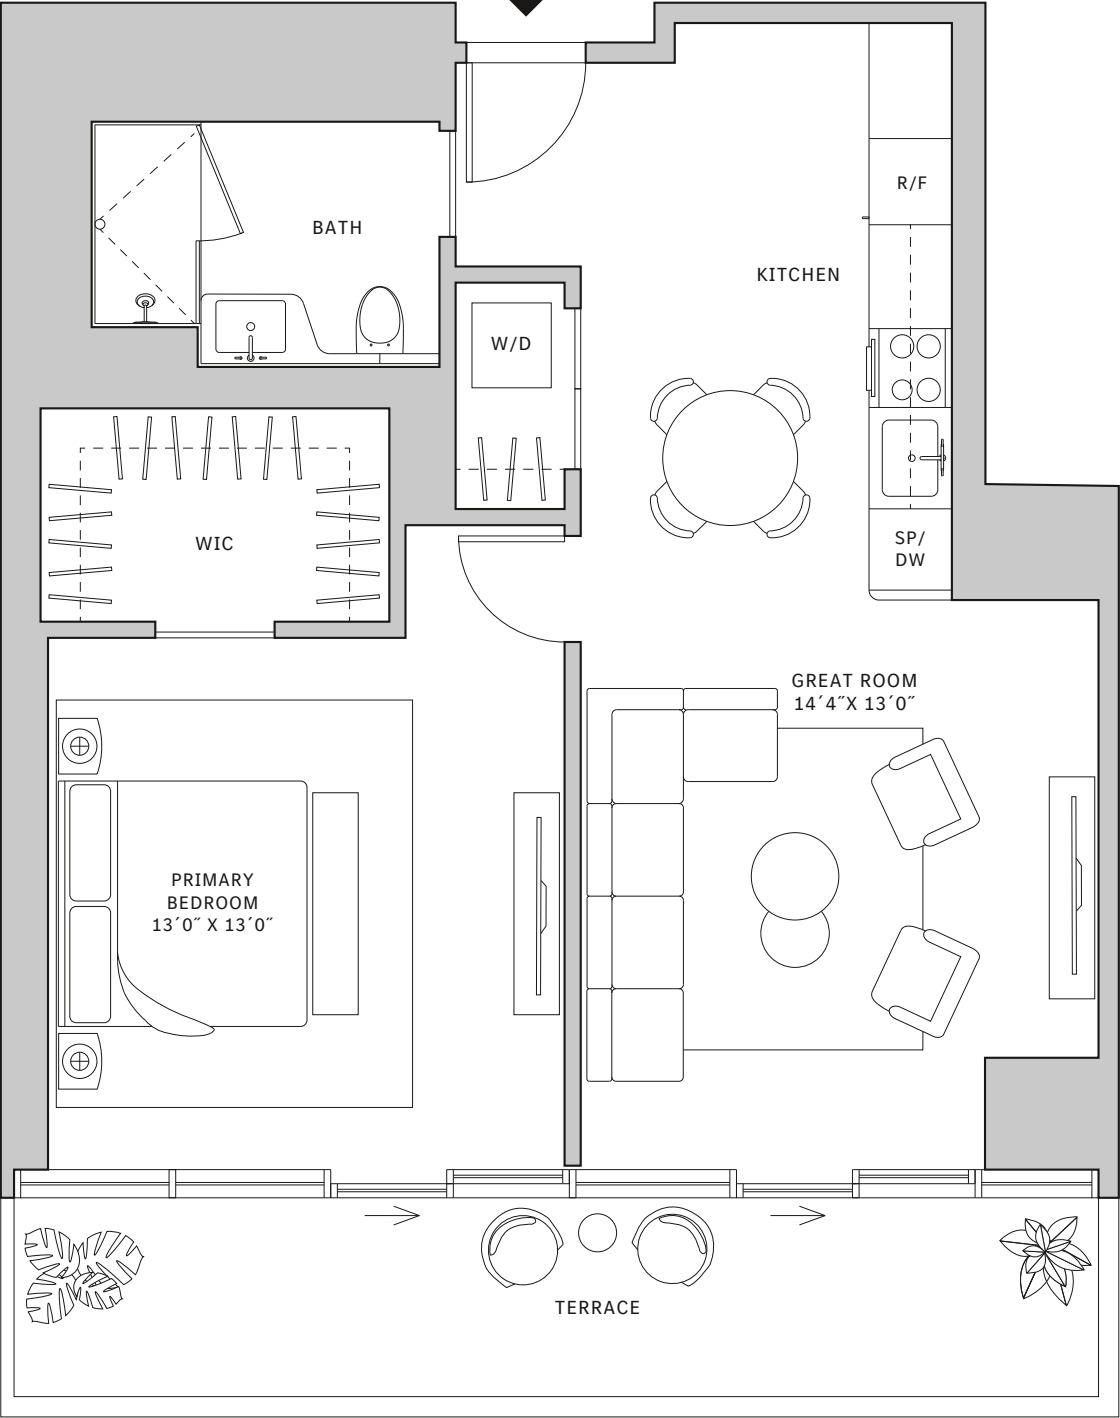 BATH
R/F
KITCHEN
W/D
WIC
SP/
DW
GREAT ROOM
14´4˝X 13´0˝
PRIMARY
BEDROOM
13´0˝ X 13´0˝
TERRACE